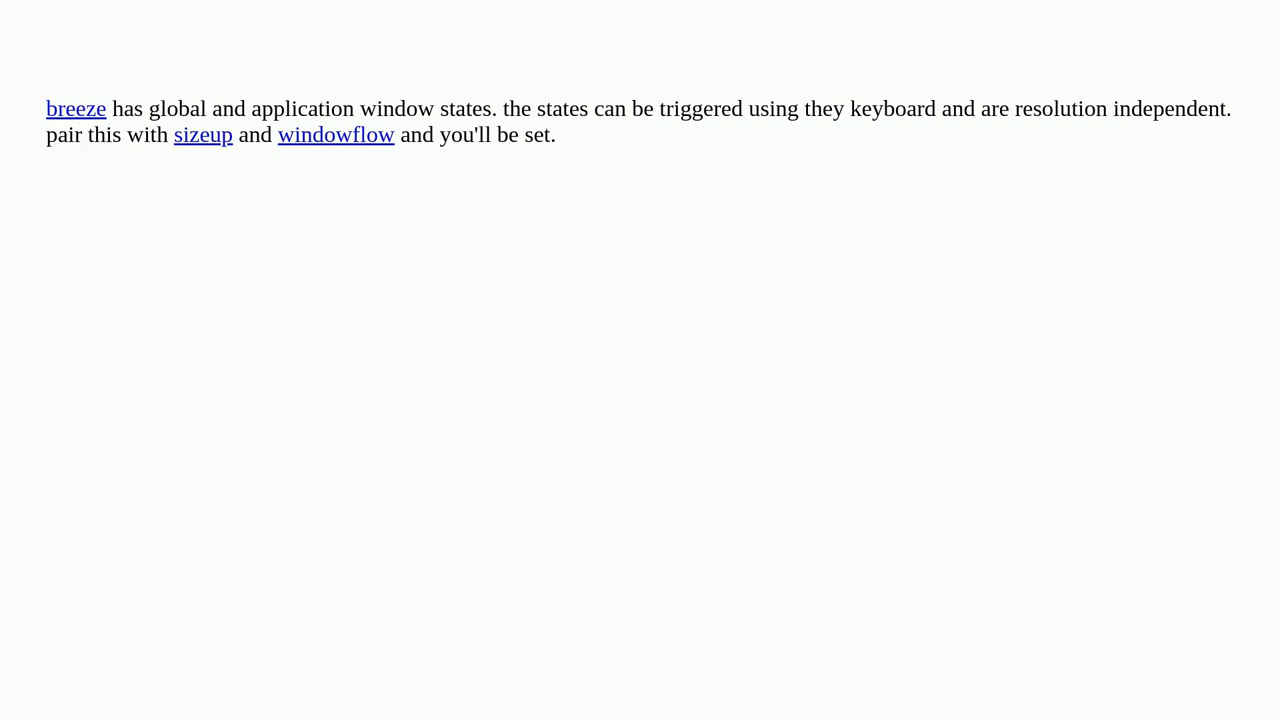 breeze has global and application window states. the states can be triggered using they keyboard and are resolution independent.
pair this with sizeup and windowflow and you'll be set.